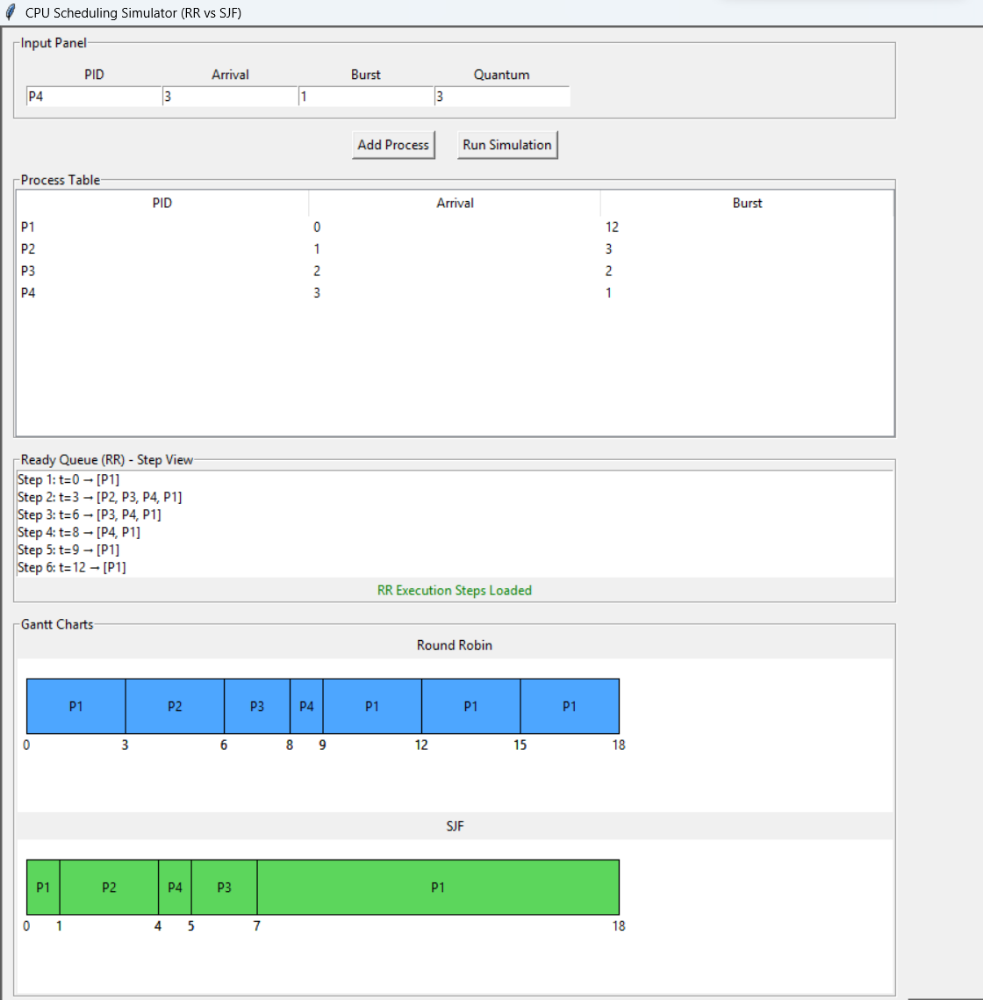 CPU Scheduling Simulator (RR vs SJF)
Input Panel
PID Arrival Burst Quantum
P4 3 1 3
Add Process Run Simulation
Process Table
PID Arrival Burst
P1 0 12
P2 1 3
P3 2 2
P4 3 1
Ready Queue (RR) - Step View
Step 1: t=0 → [P1]
Step 2: t=3 → [P2, P3, P4, P1]
Step 3: t=6 → [P3, P4, P1]
Step 4: t=8 → [P4, P1]
Step 5: t=9 → [P1]
Step 6: t=12 → [P1]
RR Execution Steps Loaded
Gantt Charts
Round Robin
P1 P2 P3 P4 P1 P1 P1
0 3 6 8 9 12 15 18
SJF
P1 P2 P4 P3 P1
0 1 4 5 7 18